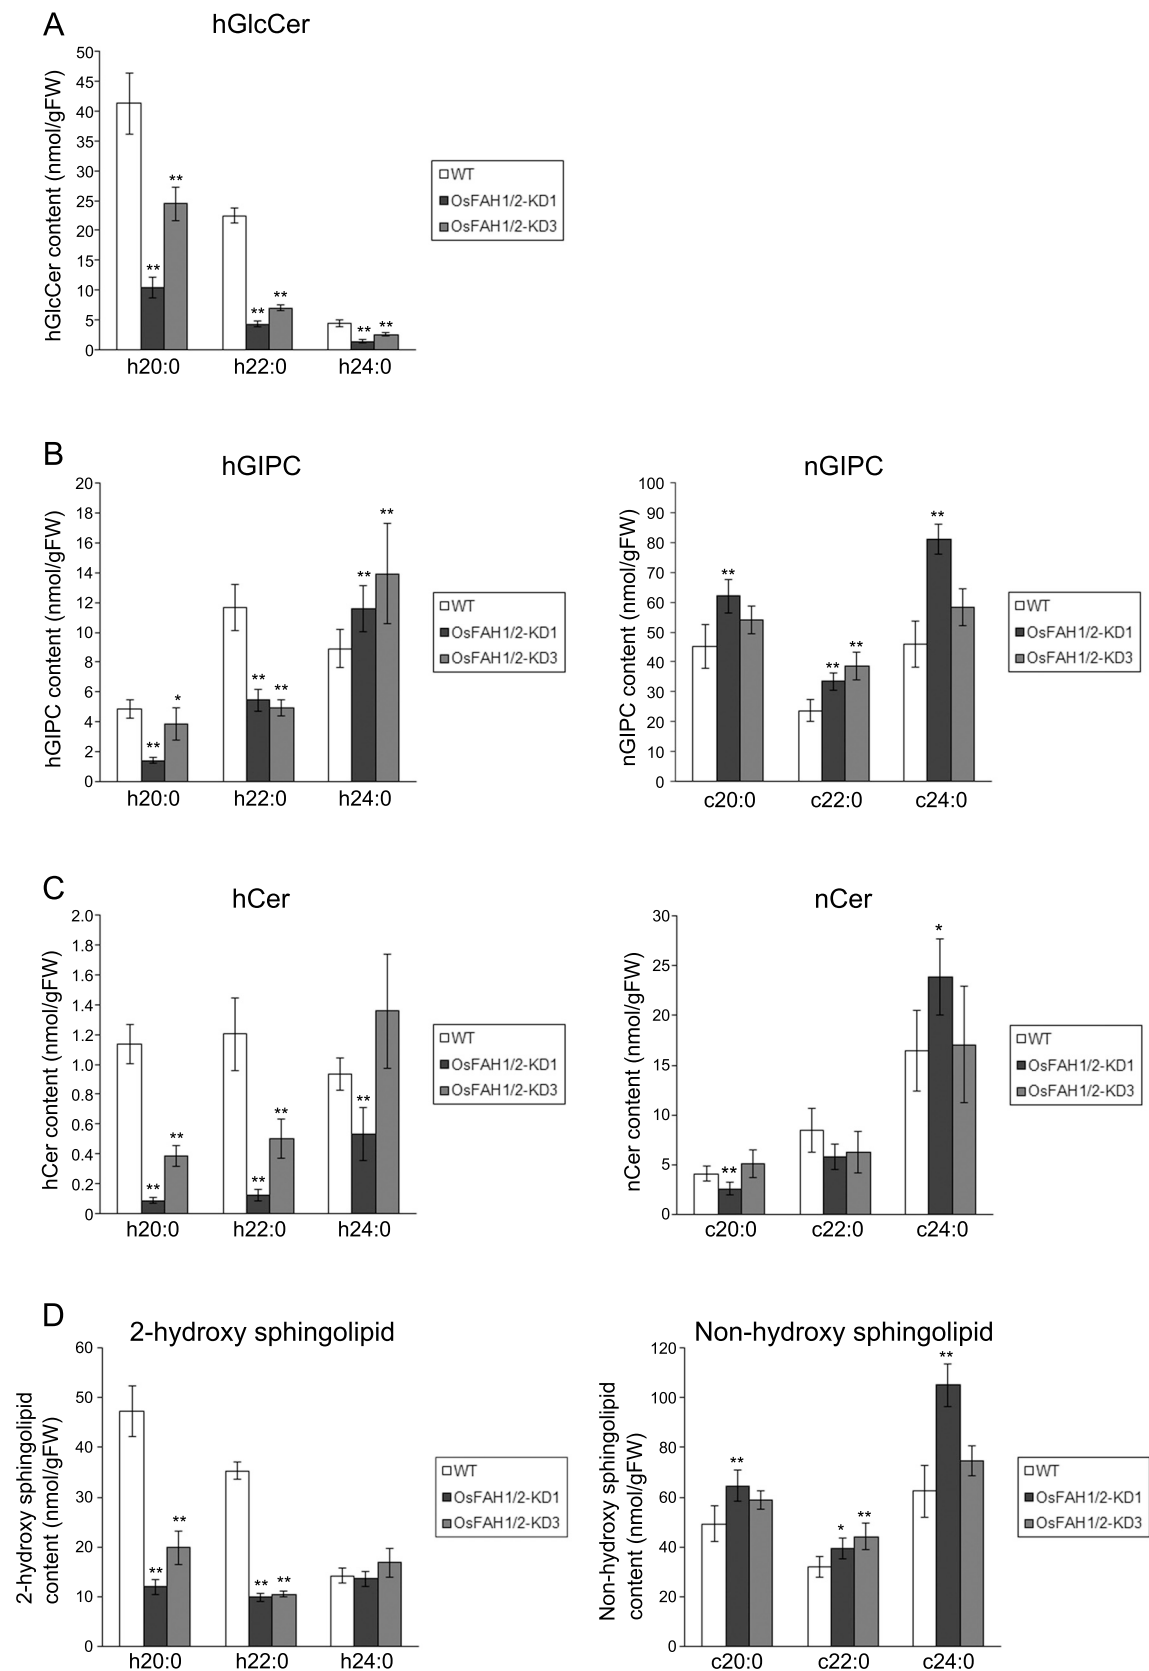 A
hGlcCer
hGlcCer content (nmol/gFW)
50
45
40
35
30
25
20
15
10
5
0
**
**
**
**
**
**
h20:0 h22:0 h24:0
WT
OsFAH1/2-KD1
OsFAH1/2-KD3
B
hGIPC
hGIPC content (nmol/gFW)
20
18
16
14
12
10
8
6
4
2
0
**
*
**
**
**
**
h20:0 h22:0 h24:0
WT
OsFAH1/2-KD1
OsFAH1/2-KD3
nGIPC
nGIPC content (nmol/gFW)
100
90
80
70
60
50
40
30
20
10
0
**
**
**
**
c20:0 c22:0 c24:0
WT
OsFAH1/2-KD1
OsFAH1/2-KD3
C
hCer
hCer content (nmol/gFW)
2.0
1.8
1.6
1.4
1.2
1.0
0.8
0.6
0.4
0.2
0
**
**
**
**
**
h20:0 h22:0 h24:0
WT
OsFAH1/2-KD1
OsFAH1/2-KD3
nCer
nCer content (nmol/gFW)
30
25
20
15
10
5
0
**
*
c20:0 c22:0 c24:0
WT
OsFAH1/2-KD1
OsFAH1/2-KD3
D
2-hydroxy sphingolipid
2-hydroxy sphingolipid
content (nmol/gFW)
60
50
40
30
20
10
0
**
**
**
**
h20:0 h22:0 h24:0
WT
OsFAH1/2-KD1
OsFAH1/2-KD3
Non-hydroxy sphingolipid
Non-hydroxy sphingolipid
content (nmol/gFW)
120
100
80
60
40
20
0
**
*
**
**
c20:0 c22:0 c24:0
WT
OsFAH1/2-KD1
OsFAH1/2-KD3